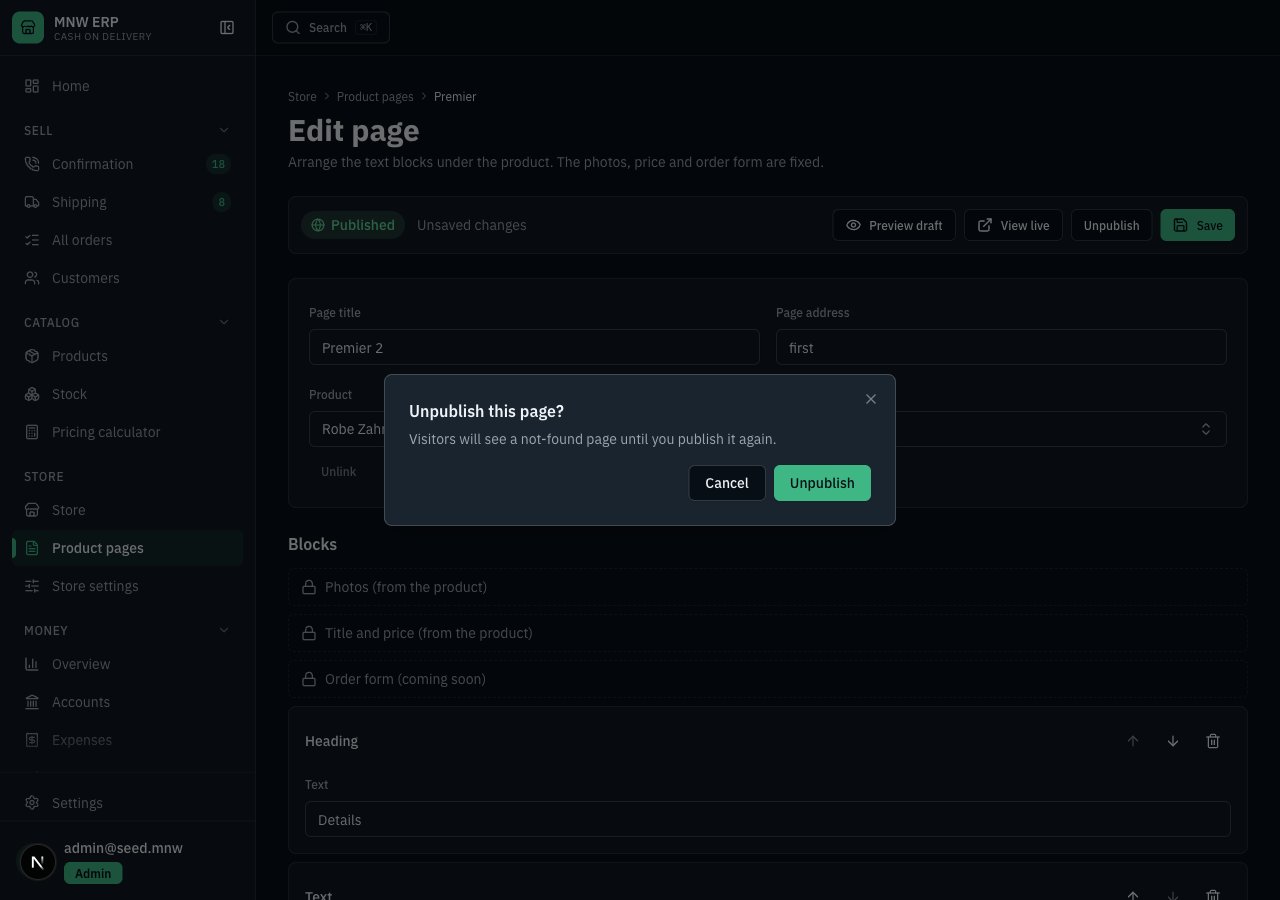 MNW ERP
CASH ON DELIVERY
Search ⌘K
Home
SELL
Confirmation 18
Shipping 8
All orders
Customers
CATALOG
Products
Stock
Pricing calculator
STORE
Store
Product pages
Store settings
MONEY
Overview
Accounts
Expenses
Settings
N
admin@seed.mnw
Admin
Store > Product pages > Premier
Edit page
Arrange the text blocks under the product. The photos, price and order form are fixed.
Published Unsaved changes Preview draft View live Unpublish Save
Page title Page address
Premier 2 first
Product
Unlink
Unpublish this page?
Visitors will see a not-found page until you publish it again.
Cancel Unpublish
Blocks
Photos (from the product)
Title and price (from the product)
Order form (coming soon)
Heading
Text
Details
Text